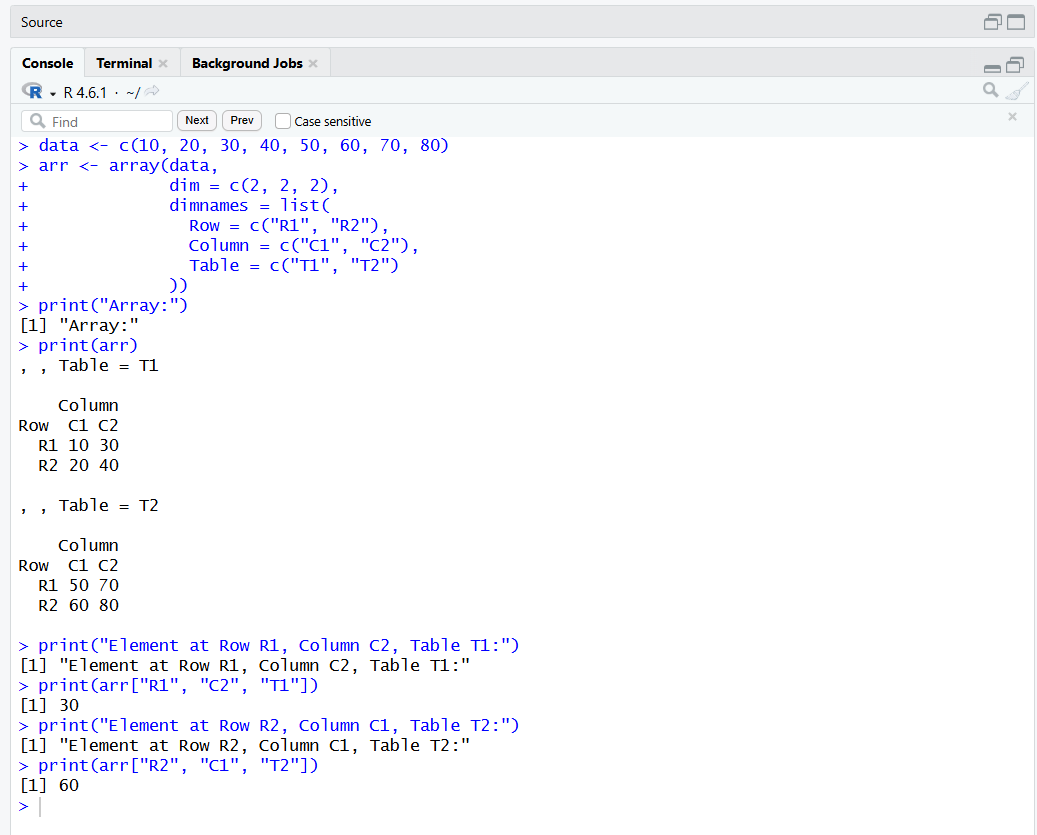 Source
Console Terminal Background Jobs
R 4.6.1 · ~/
Find Next Prev Case sensitive
> data <- c(10, 20, 30, 40, 50, 60, 70, 80)
> arr <- array(data,
+              dim = c(2, 2, 2),
+              dimnames = list(
+                Row = c("R1", "R2"),
+                Column = c("C1", "C2"),
+                Table = c("T1", "T2")
+              ))
> print("Array:")
[1] "Array:"
> print(arr)
, , Table = T1

    Column
Row  C1 C2
  R1 10 30
  R2 20 40

, , Table = T2

    Column
Row  C1 C2
  R1 50 70
  R2 60 80

> print("Element at Row R1, Column C2, Table T1:")
[1] "Element at Row R1, Column C2, Table T1:"
> print(arr["R1", "C2", "T1"])
[1] 30
> print("Element at Row R2, Column C1, Table T2:")
[1] "Element at Row R2, Column C1, Table T2:"
> print(arr["R2", "C1", "T2"])
[1] 60
>